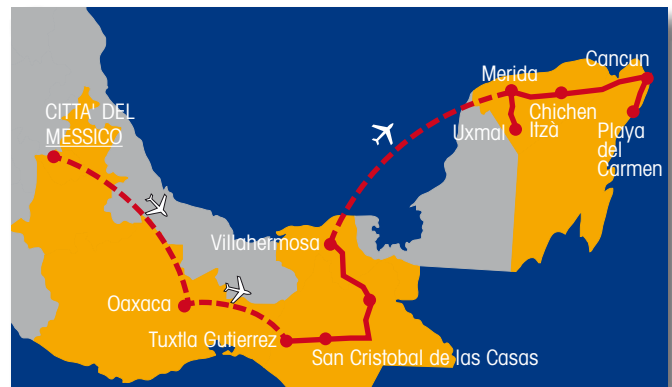 Cancun
Merida
CITTA' DEL
MESSICO
Chichen
Itzà
Uxmal
Playa
del
Carmen
Villahermosa
Oaxaca
Tuxtla Gutierrez
San Cristobal de las Casas